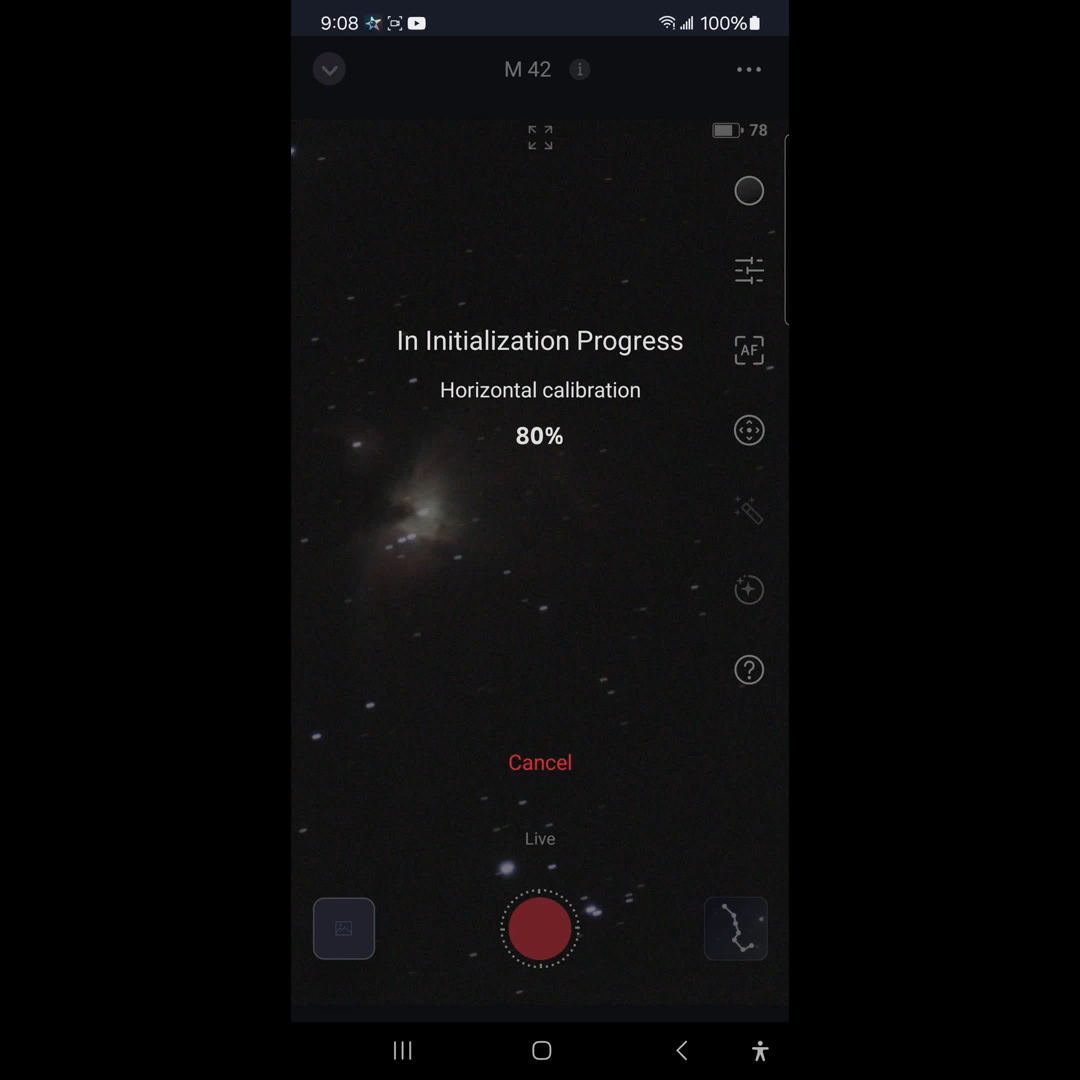 9:08 100%
M 42 i
78
In Initialization Progress
AF
Horizontal calibration
80%
?
Cancel
Live